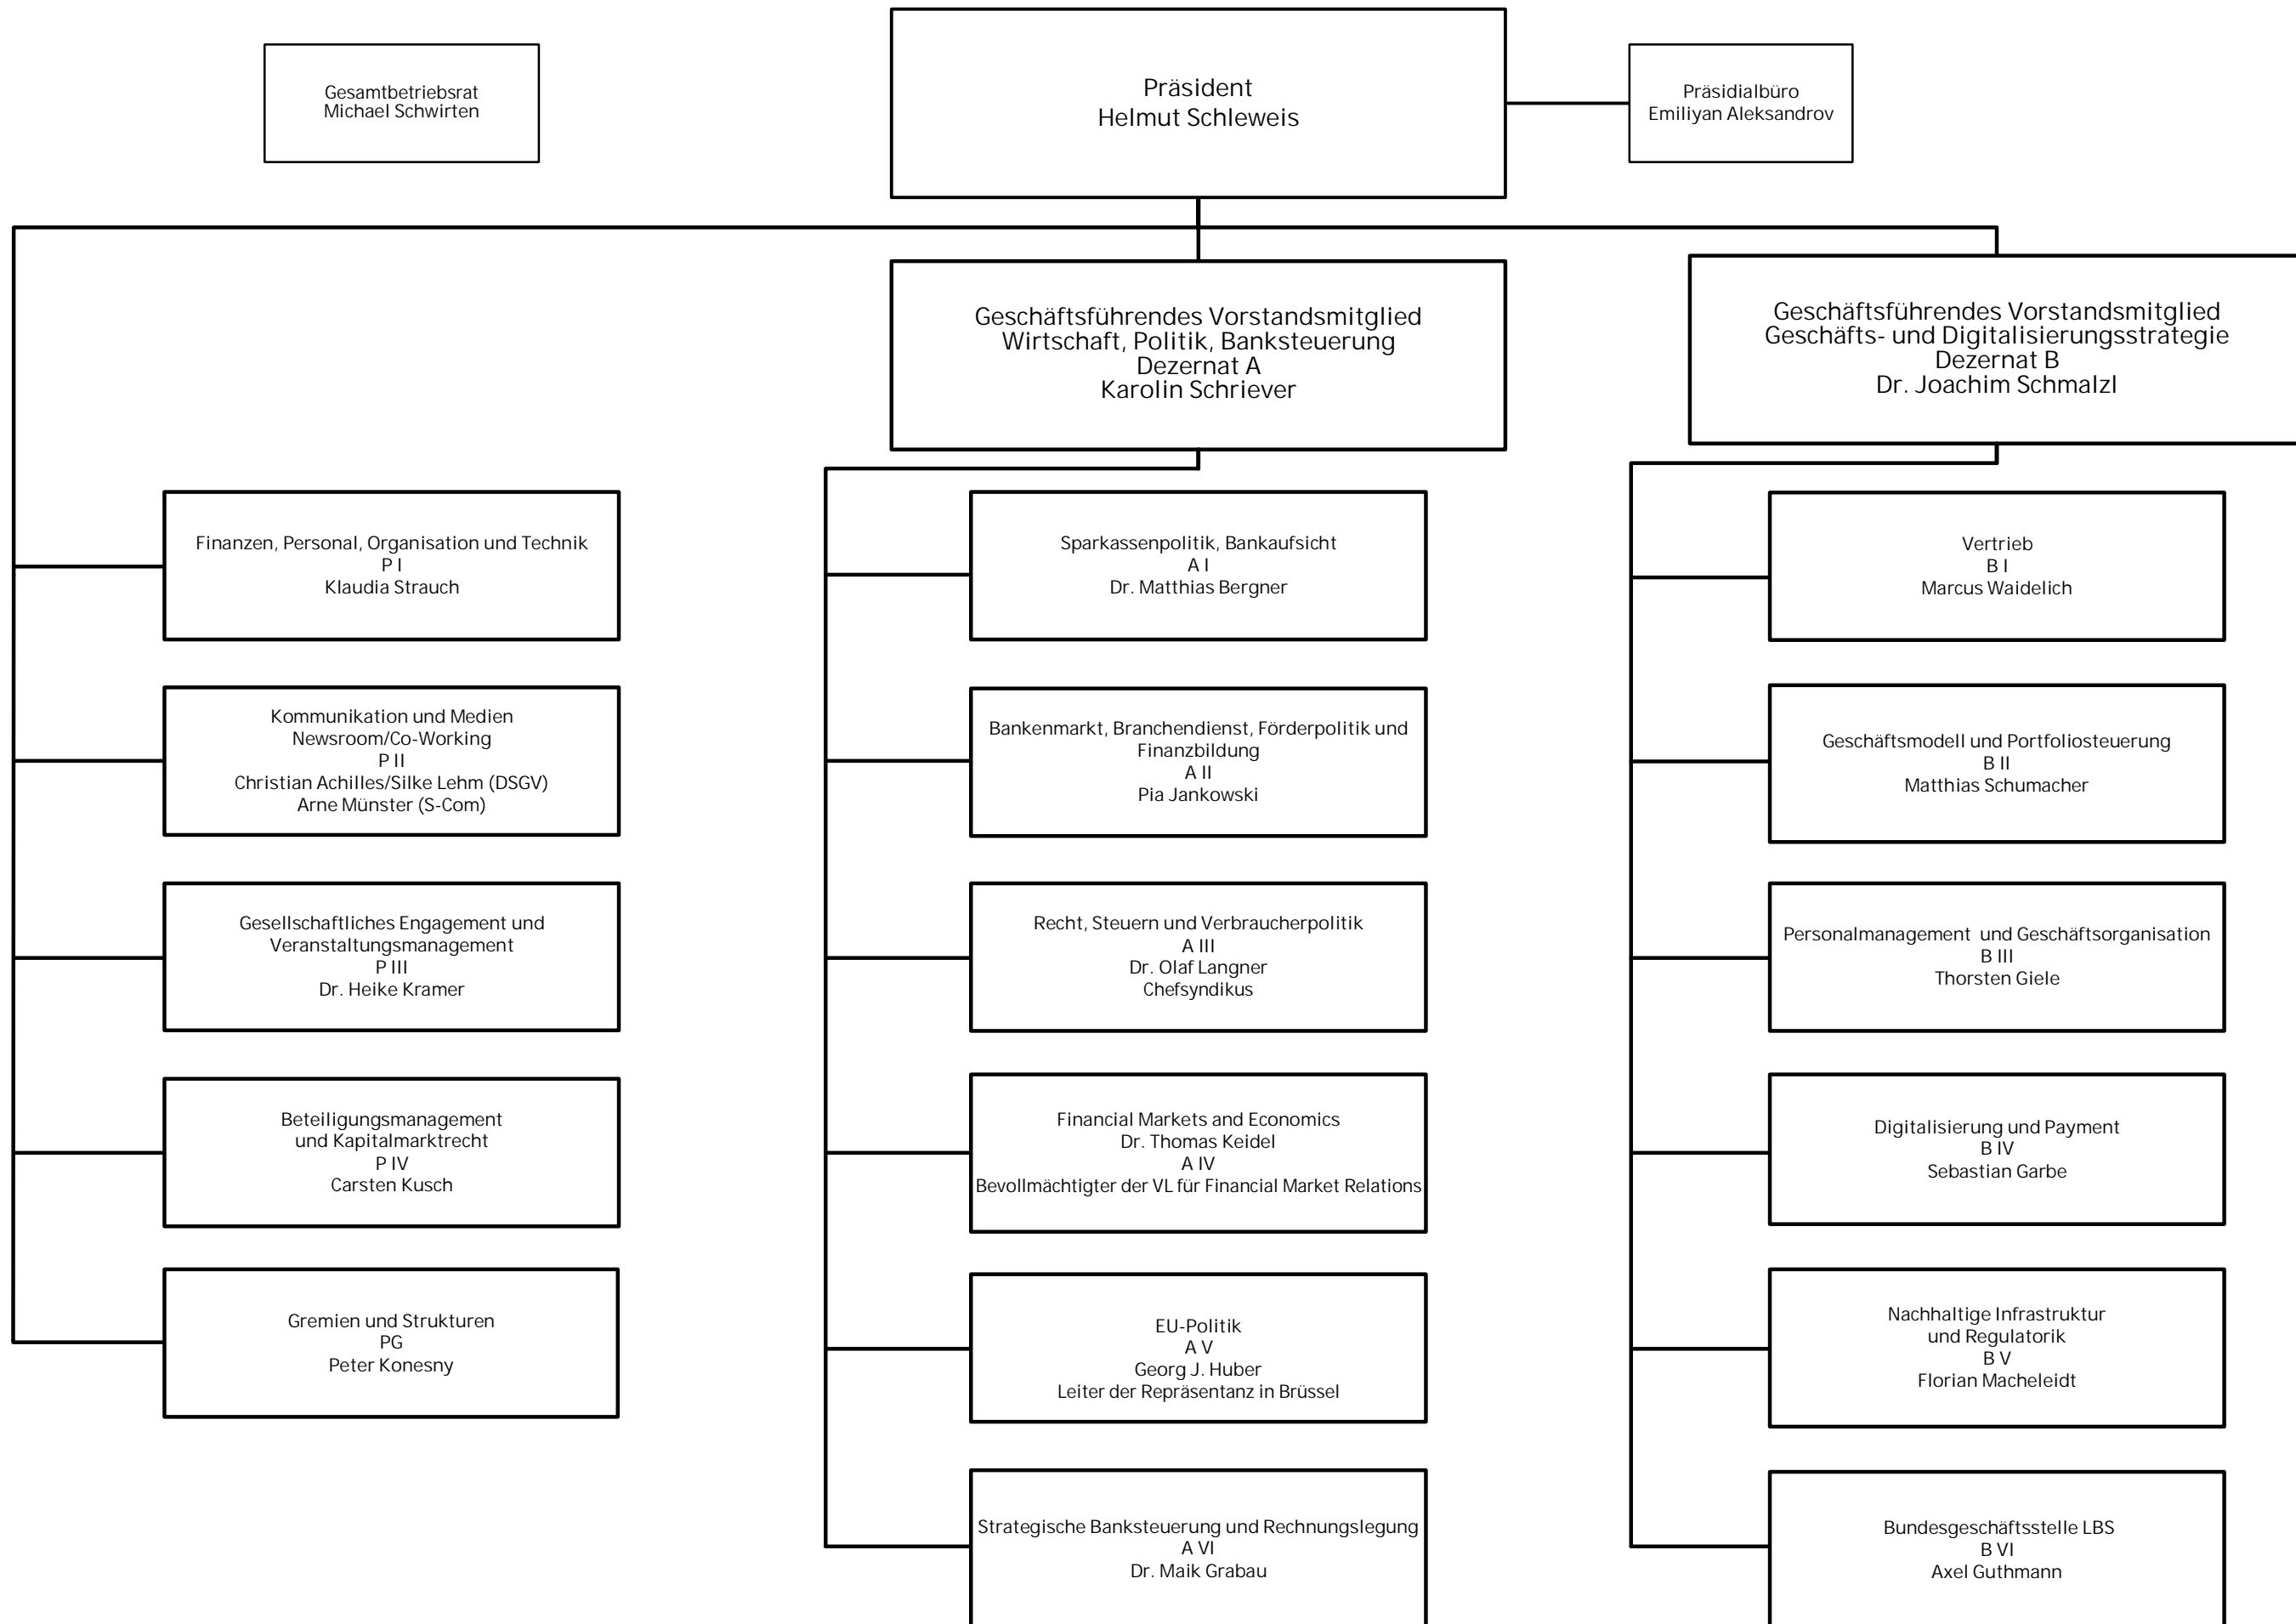 Gesamtbetriebsrat
Michael Schwirten
Präsident
Helmut Schleweis
Präsidialbüro
Emiliyan Aleksandrov
Geschäftsführendes Vorstandsmitglied
Wirtschaft, Politik, Banksteuerung
Dezernat A
Karolin Schriever
Geschäftsführendes Vorstandsmitglied
Geschäfts- und Digitalisierungsstrategie
Dezernat B
Dr. Joachim Schmalzl
Finanzen, Personal, Organisation und Technik
P I
Klaudia Strauch
Kommunikation und Medien
Newsroom/Co-Working
P II
Christian Achilles/Silke Lehm (DSGV)
Arne Münster (S-Com)
Gesellschaftliches Engagement und
Veranstaltungsmanagement
P III
Dr. Heike Kramer
Beteiligungsmanagement
und Kapitalmarktrecht
P IV
Carsten Kusch
Gremien und Strukturen
PG
Peter Konesny
Sparkassenpolitik, Bankaufsicht
A I
Dr. Matthias Bergner
Bankenmarkt, Branchendienst, Förderpolitik und
Finanzbildung
A II
Pia Jankowski
Recht, Steuern und Verbraucherpolitik
A III
Dr. Olaf Langner
Chefsyndikus
Financial Markets and Economics
Dr. Thomas Keidel
A IV
Bevollmächtigter der VL für Financial Market Relations
EU-Politik
A V
Georg J. Huber
Leiter der Repräsentanz in Brüssel
Strategische Banksteuerung und Rechnungslegung
A VI
Dr. Maik Grabau
Vertrieb
B I
Marcus Waidelich
Geschäftsmodell und Portfoliosteuerung
B II
Matthias Schumacher
Personalmanagement und Geschäftsorganisation
B III
Thorsten Giele
Digitalisierung und Payment
B IV
Sebastian Garbe
Nachhaltige Infrastruktur
und Regulatorik
B V
Florian Macheleidt
Bundesgeschäftsstelle LBS
B VI
Axel Guthmann